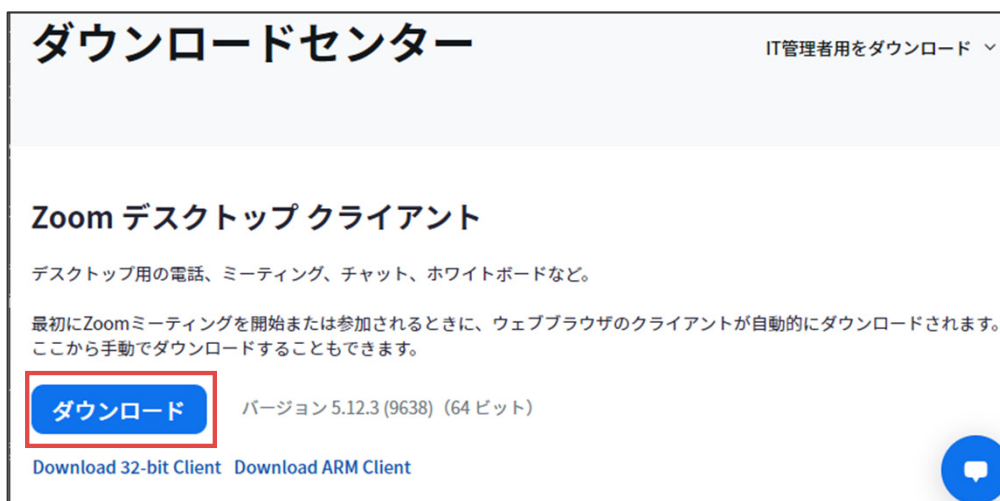 ダウンロードセンター
IT管理者用をダウンロード
Zoom デスクトップ クライアント
デスクトップ用の電話、ミーティング、チャット、ホワイトボードなど。
最初にZoomミーティングを開始または参加されるときに、ウェブブラウザのクライアントが自動的にダウンロードされます。
ここから手動でダウンロードすることもできます。
ダウンロード
バージョン 5.12.3 (9638)（64 ビット）
Download 32-bit Client Download ARM Client